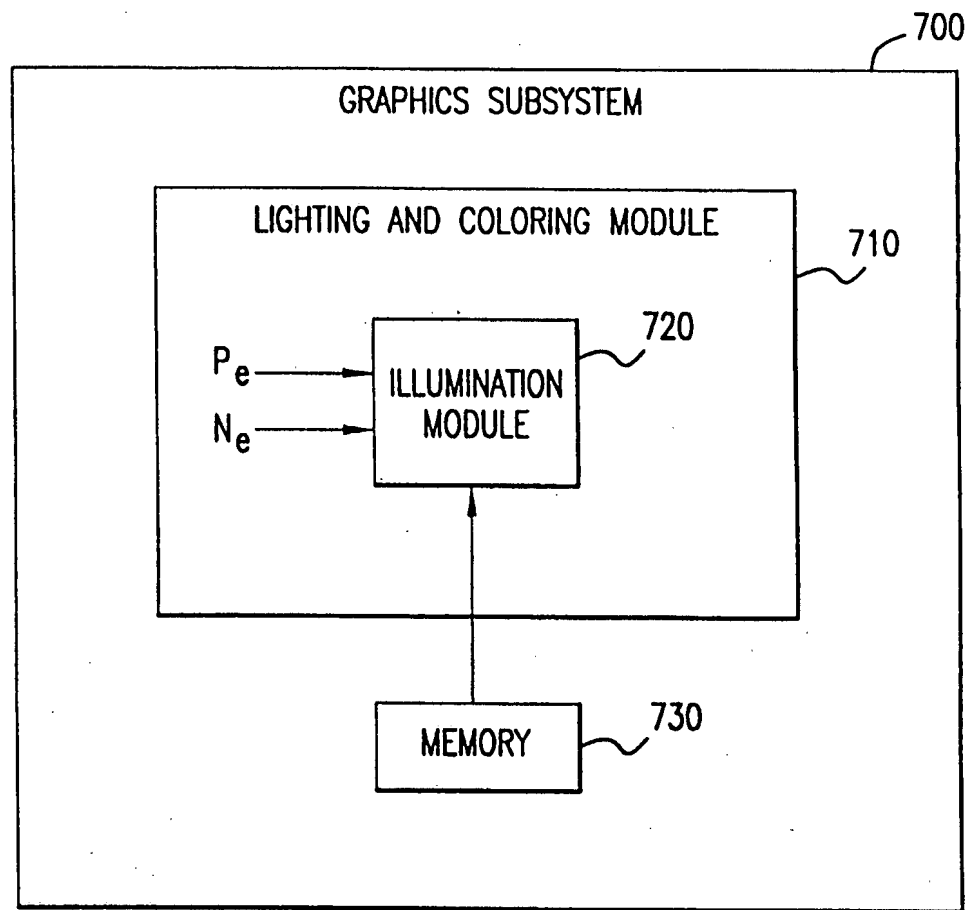 700
GRAPHICS SUBSYSTEM
LIGHTING AND COLORING MODULE
710
720
Pe
Ne
ILLUMINATION
MODULE
730
MEMORY